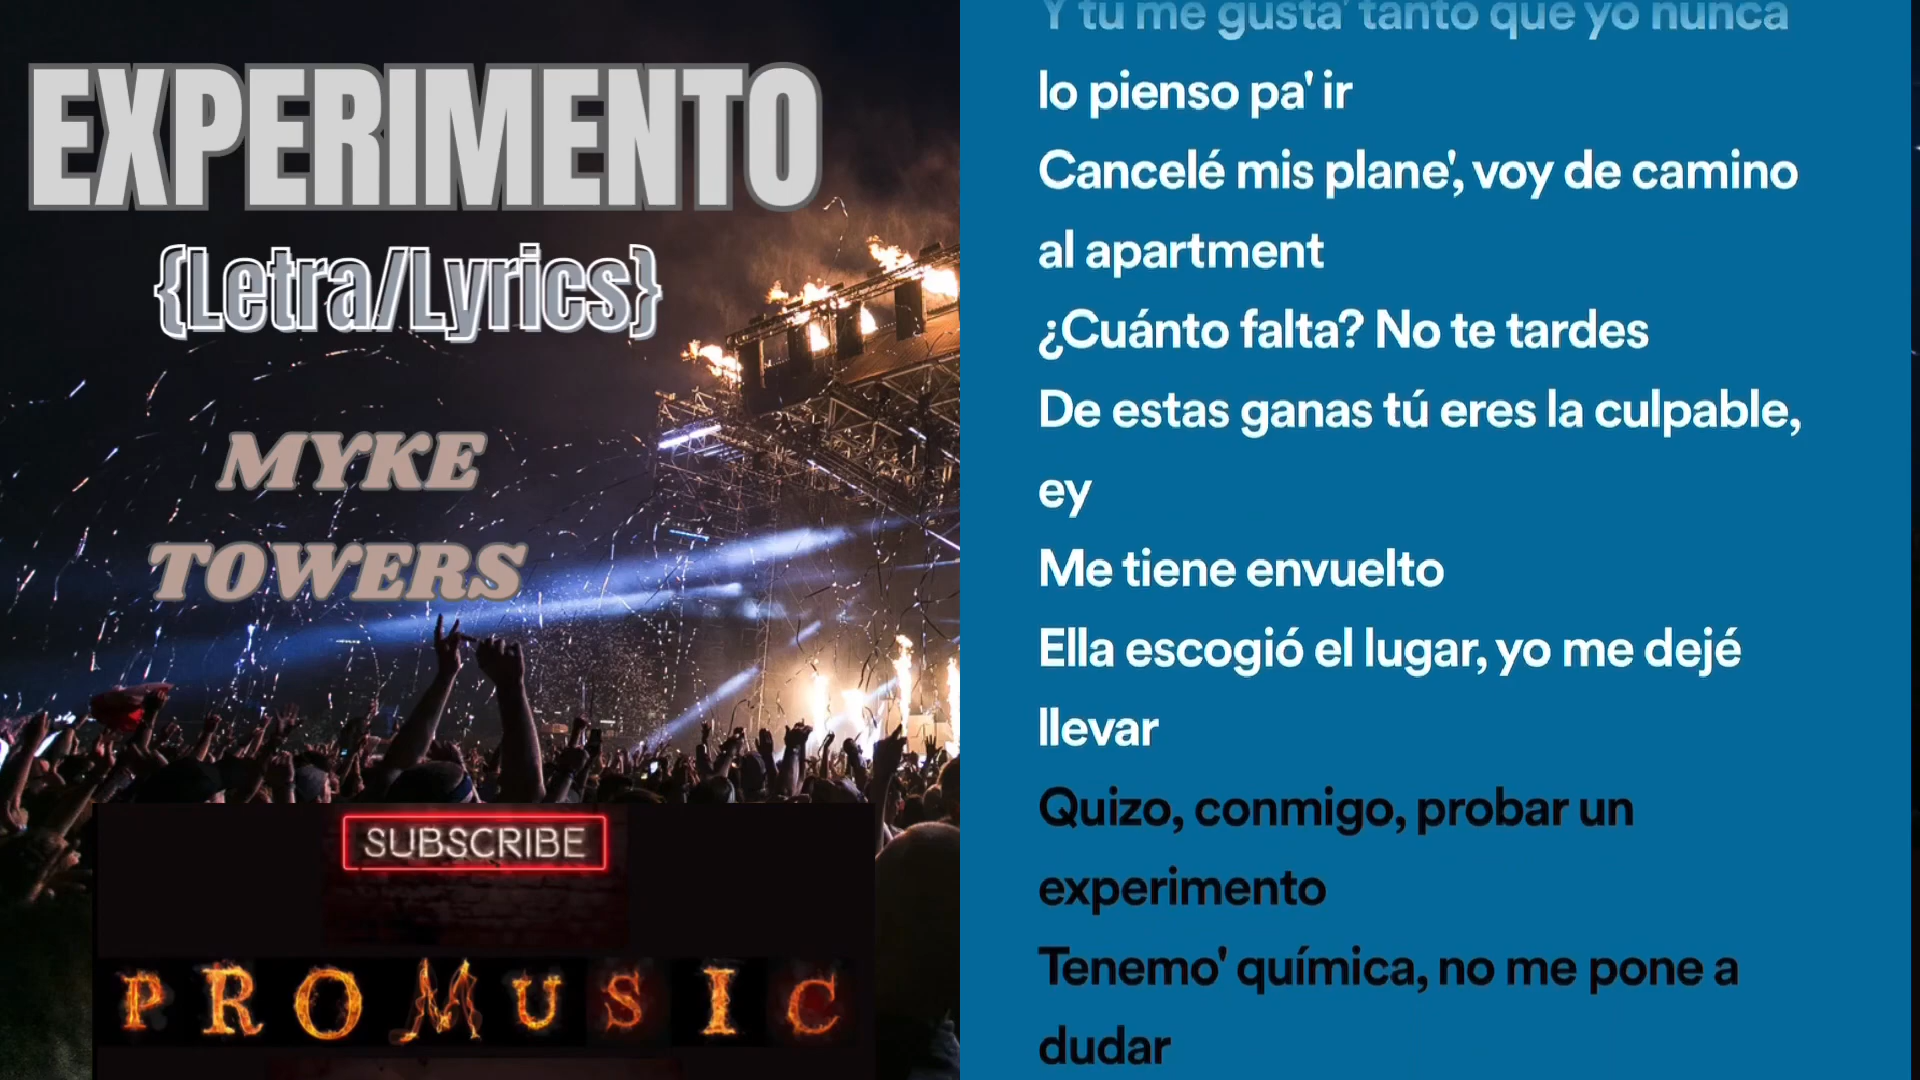 EXPERIMENTO
{Letra/Lyrics}
MYKE
TOWERS
SUBSCRIBE
PROMUSIC
Y tú me gusta' tanto que yo nunca
lo pienso pa' ir
Cancelé mis plane', voy de camino
al apartment
¿Cuánto falta? No te tardes
De estas ganas tú eres la culpable,
ey
Me tiene envuelto
Ella escogió el lugar, yo me dejé
llevar
Quizo, conmigo, probar un
experimento
Tenemo' química, no me pone a
dudar